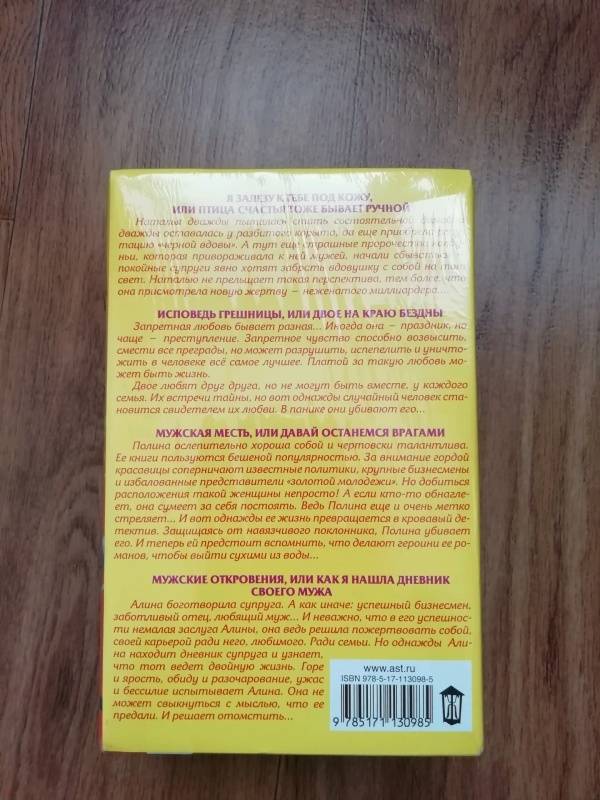 Я ЗАЛЕЗУ К ТЕБЕ ПОД КОЖУ,
ИЛИ ПТИЦА СЧАСТЬЯ ТОЖЕ БЫВАЕТ РУЧНОЙ
Наталья дважды пыталась стать состоятельной
дважды оставалась у разбитого корыта, да еще приобрела репу-
тацию «черной вдовы». А тут еще страшные пророчества колду-
ньи, которая привораживала к ней мужей, начали сбываться
покойные супруги явно хотят забрать вдовушку с собой на тот
свет. Наталью не прельщает такая перспектива, тем более что
она присмотрела новую жертву – неженатого миллиардера...
ИСПОВЕДЬ ГРЕШНИЦЫ, ИЛИ ДВОЕ НА КРАЮ БЕЗДНЫ
Запретная любовь бывает разная... Иногда она – праздник, но
чаще – преступление. Запретное чувство способно возвысить,
смести все преграды, но может разрушить, испепелить и уничто-
жить в человеке всё самое лучшее. Платой за такую любовь
может быть жизнь.
Двое любят друг друга, но не могут быть вместе, у каждого
семья. Их встречи тайны, но вот однажды случайный человек ста-
новится свидетелем их любви. В панике они убивают его...
МУЖСКАЯ МЕСТЬ, ИЛИ ДАВАЙ ОСТАНЕМСЯ ВРАГАМИ
Полина ослепительно хороша собой и чертовски талантлива.
Ее книги пользуются бешеной популярностью. За внимание гордой
красавицы соперничают известные политики, крупные бизнесмены
и избалованные представители «золотой молодежи». Но добиться
расположения такой женщины непросто! А если кто-то обнагле-
ет, она сумеет за себя постоять. Ведь Полина еще и очень метко
стреляет... И вот однажды ее жизнь превращается в кровавый де-
тектив. Защищаясь от навязчивого поклонника, Полина убивает
его. И теперь ей предстоит вспомнить, что делают героини ее ро-
манов, чтобы выйти сухими из воды...
МУЖСКИЕ ОТКРОВЕНИЯ, ИЛИ КАК Я НАШЛА ДНЕВНИК
СВОЕГО МУЖА
Алина боготворила супруга. А как иначе: успешный бизнесмен,
заботливый отец, любящий муж... И неважно, что в его успешнос-
ти немалая заслуга Алины, она ведь решила пожертвовать собой,
своей карьерой ради него, любимого. Ради семьи. Но однажды Али-
на находит дневник супруга и узнает,
что тот ведет двойную жизнь. Горе
и ярость, обиду и разочарование, ужас
и бессилие испытывает Алина. Она не
может свыкнуться с мыслью, что ее
предали. И решает отомстить...
www.ast.ru
ISBN 978-5-17-113098-5
9 785171 130985